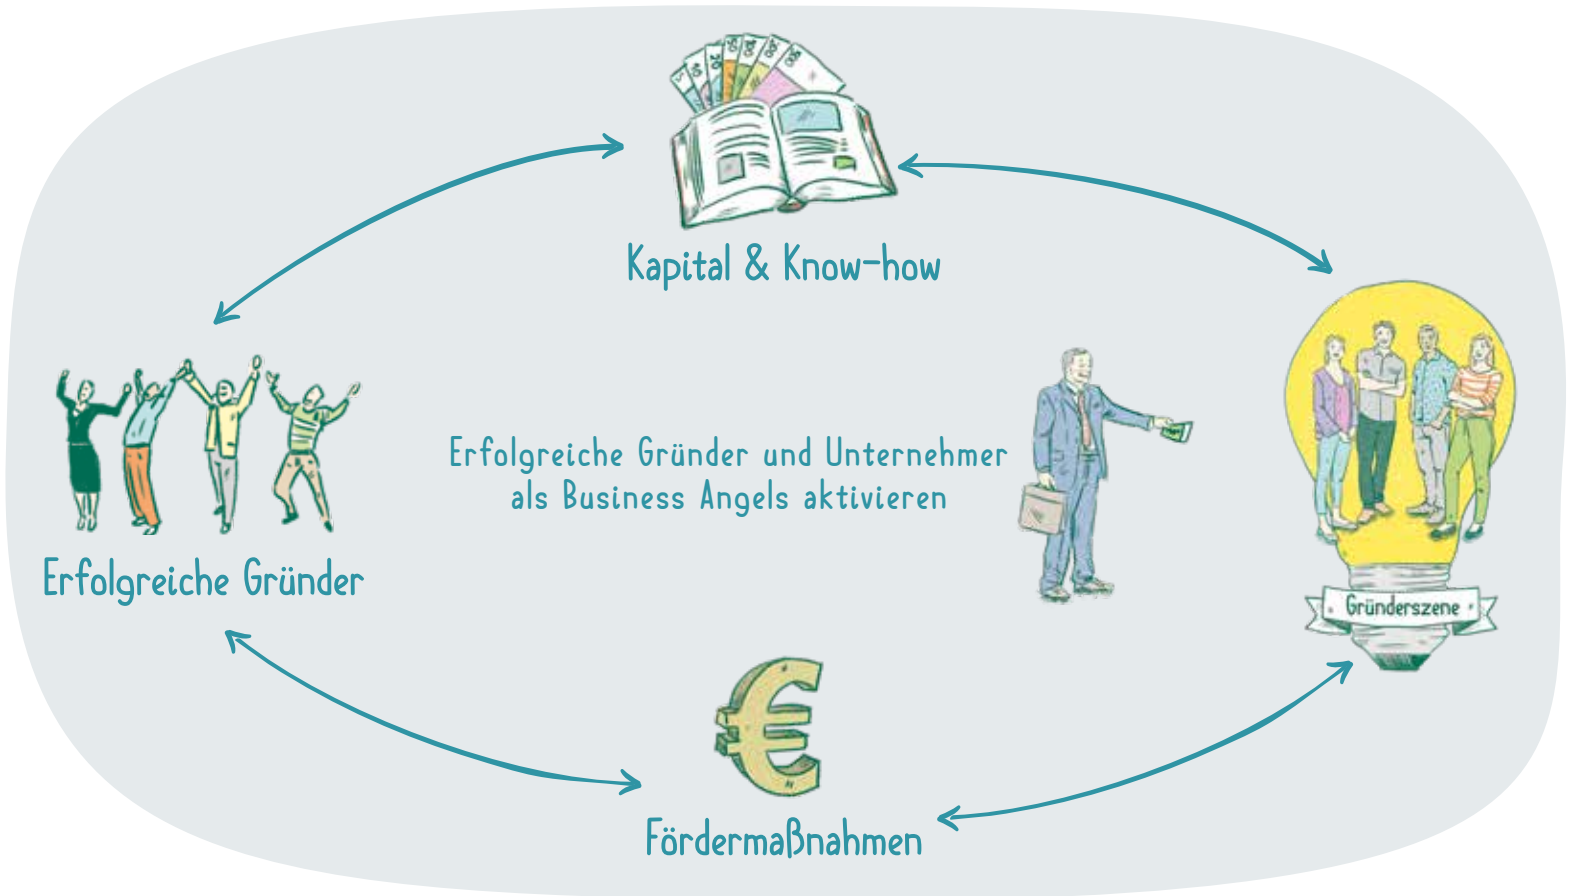 Kapital & Know-how
Erfolgreiche Gründer und Unternehmer
als Business Angels aktivieren
Erfolgreiche Gründer
Gründerszene
Fördermaßnahmen